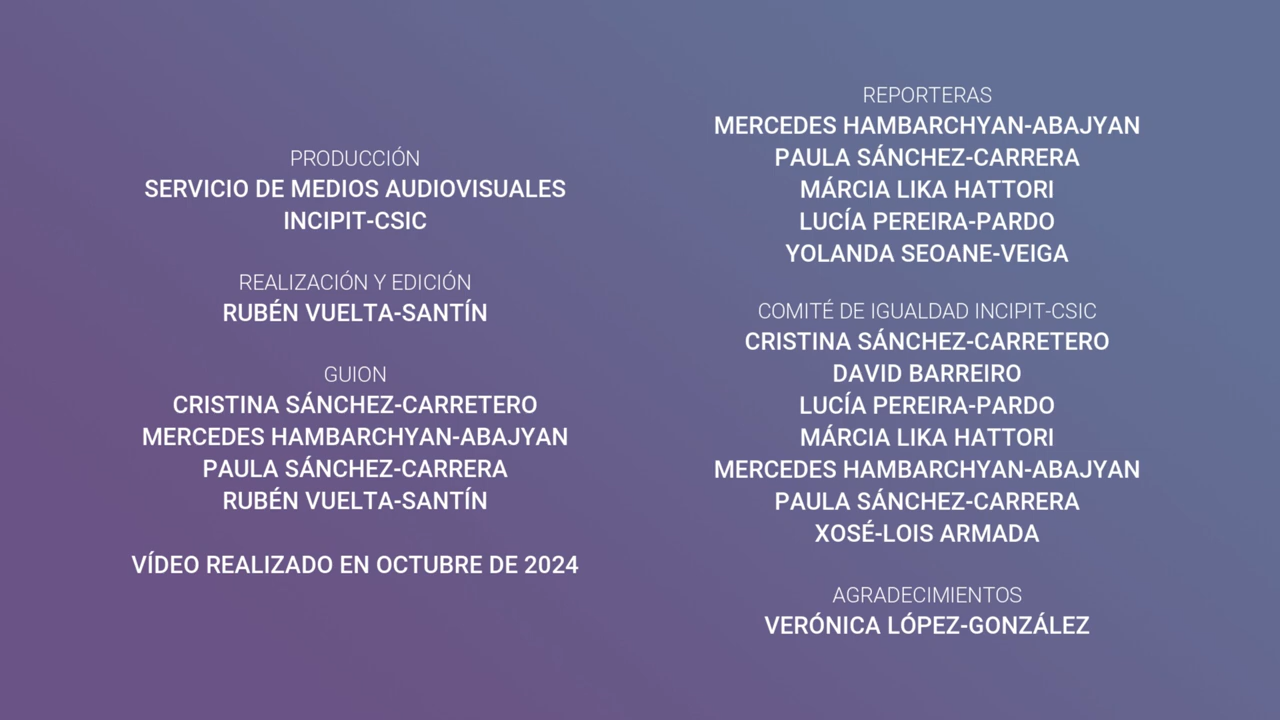 PRODUCCIÓN
SERVICIO DE MEDIOS AUDIOVISUALES
INCIPIT-CSIC
REALIZACIÓN Y EDICIÓN
RUBÉN VUELTA-SANTÍN
GUION
CRISTINA SÁNCHEZ-CARRETERO
MERCEDES HAMBARCHYAN-ABAJYAN
PAULA SÁNCHEZ-CARRERA
RUBÉN VUELTA-SANTÍN
VÍDEO REALIZADO EN OCTUBRE DE 2024
REPORTERAS
MERCEDES HAMBARCHYAN-ABAJYAN
PAULA SÁNCHEZ-CARRERA
MÁRCIA LIKA HATTORI
LUCÍA PEREIRA-PARDO
YOLANDA SEOANE-VEIGA
COMITÉ DE IGUALDAD INCIPIT-CSIC
CRISTINA SÁNCHEZ-CARRETERO
DAVID BARREIRO
LUCÍA PEREIRA-PARDO
MÁRCIA LIKA HATTORI
MERCEDES HAMBARCHYAN-ABAJYAN
PAULA SÁNCHEZ-CARRERA
XOSÉ-LOIS ARMADA
AGRADECIMIENTOS
VERÓNICA LÓPEZ-GONZÁLEZ